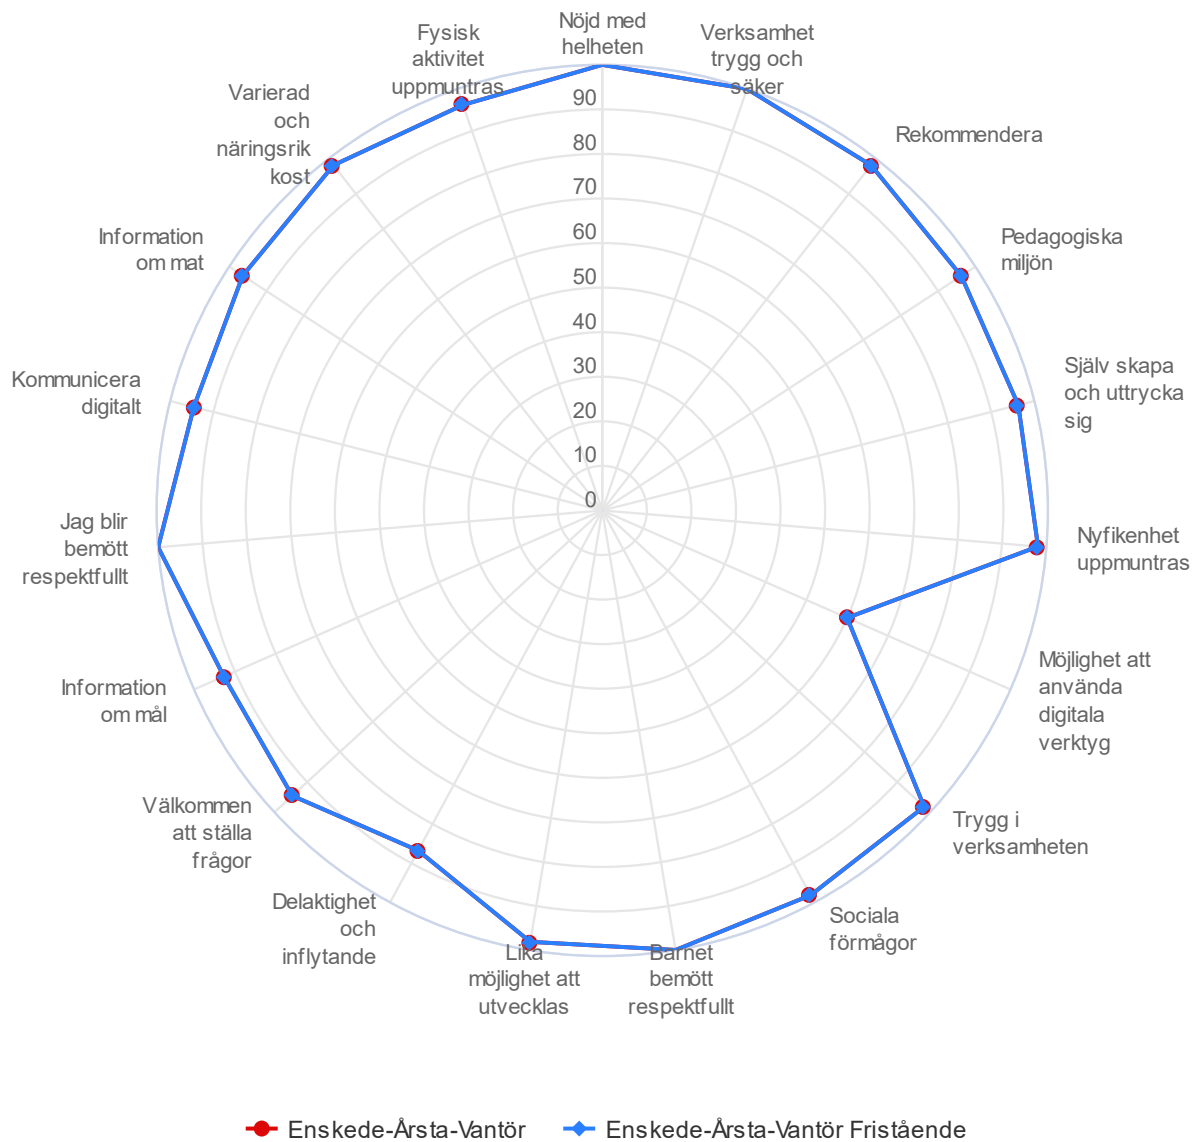 Nöjd med
helheten
Verksamhet
trygg och
säker
Rekommendera
Pedagogiska
miljön
Själv skapa
och uttrycka
sig
Nyfikenhet
uppmuntras
Möjlighet att
använda
digitala
verktyg
Trygg i
verksamheten
Sociala
förmågor
Barnet
bemött
respektfullt
Lika
möjlighet att
utvecklas
Delaktighet
och
inflytande
Välkommen
att ställa
frågor
Information
om mål
Jag blir
bemött
respektfullt
Kommunicera
digitalt
Information
om mat
Varierad
och
näringsrik
kost
Fysisk
aktivitet
uppmuntras
90
80
70
60
50
40
30
20
10
0
Enskede-Årsta-Vantör
Enskede-Årsta-Vantör Fristående